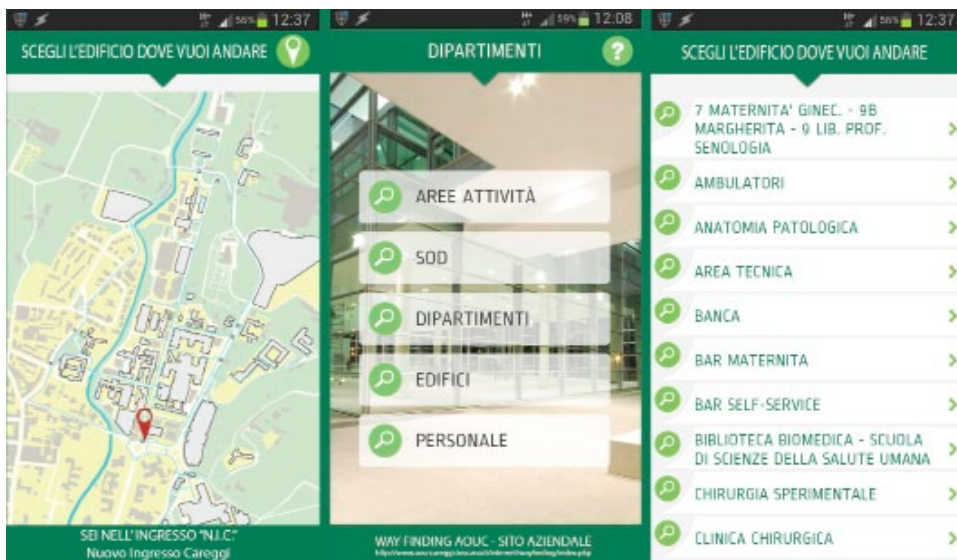 12:37
SCEGLI L'EDIFICIO DOVE VUOI ANDARE
SEI NELL' INGRESSO "N.I.C."
Nuovo Ingresso Careggi
59% 12:08
DIPARTIMENTI
?
AREE ATTIVITÀ
SOD
DIPARTIMENTI
EDIFICI
PERSONALE
WAY FINDING AOUC - SITO AZIENDALE
12:37
SCEGLI L'EDIFICIO DOVE VUOI ANDARE
7 MATERNITA' GINEC. - 9B
MARGHERITA - 9 LIB. PROF.
SENOLOGIA
AMBULATORI
ANATOMIA PATOLOGICA
AREA TECNICA
BANCA
BAR MATERNITA
BAR SELF-SERVICE
BIBLIOTECA BIOMEDICA - SCUOLA
DI SCIENZE DELLA SALUTE UMANA
CHIRURGIA SPERIMENTALE
CLINICA CHIRURGICA